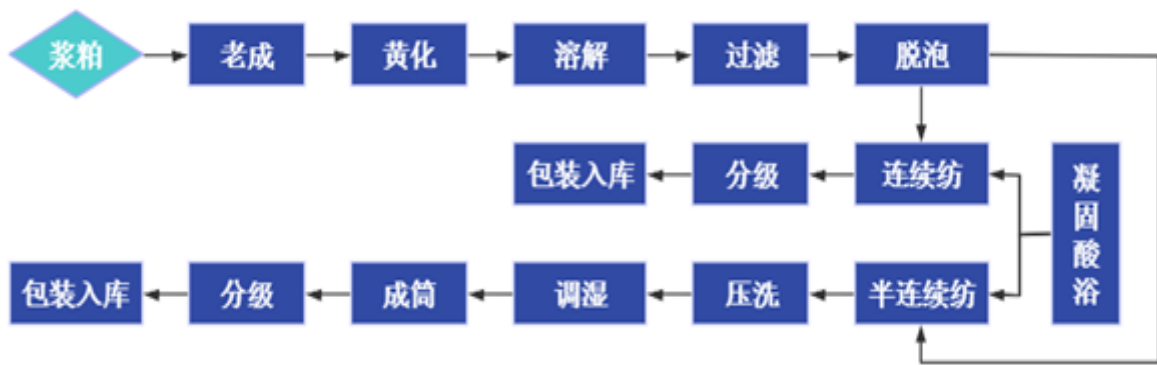 浆粕
老成
黄化
溶解
过滤
脱泡
包装入库
分级
连续纺
凝固酸浴
包装入库
分级
成筒
调湿
压洗
半连续纺